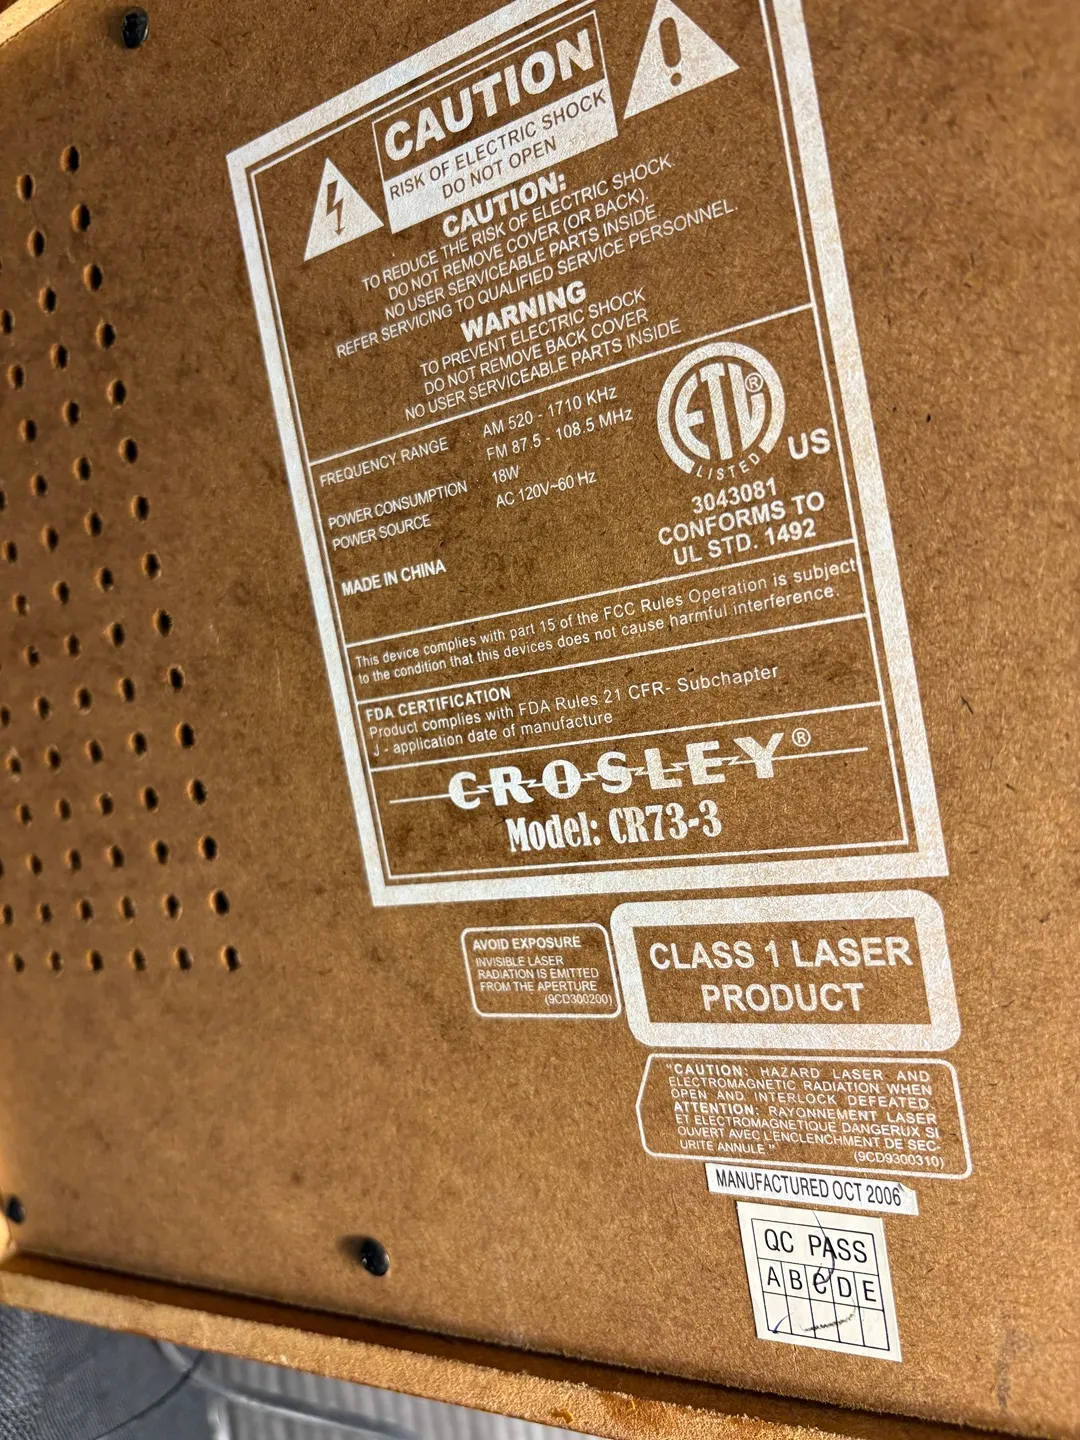 CAUTION
RISK OF ELECTRIC SHOCK
DO NOT OPEN
CAUTION:
TO REDUCE THE RISK OF ELECTRIC SHOCK.
DO NOT REMOVE COVER (OR BACK).
NO USER SERVICEABLE PARTS INSIDE.
REFER SERVICING TO QUALIFIED SERVICE PERSONNEL.
WARNING
TO PREVENT ELECTRIC SHOCK
DO NOT REMOVE BACK COVER
NO USER SERVICEABLE PARTS INSIDE
FREQUENCY RANGE : AM 520 - 1710 KHz
FM 87.5 - 108.5 MHz
POWER CONSUMPTION : 18W
POWER SOURCE AC 120V~60 Hz
MADE IN CHINA
ETL®
LISTED
US
3043081
CONFORMS TO
UL STD. 1492
This device complies with part 15 of the FCC Rules Operation is subject
to the condition that this devices does not cause harmful interference.
FDA CERTIFICATION
Product complies with FDA Rules 21 CFR- Subchapter
J - application date of manufacture
CROSLEY®
Model: CR73-3
AVOID EXPOSURE
INVISIBLE LASER
RADIATION IS EMITTED
FROM THE APERTURE
(9CD300200)
CLASS 1 LASER
PRODUCT
"CAUTION: HAZARD LASER AND
ELECTROMAGNETIC RADIATION WHEN
OPEN AND INTERLOCK DEFEATED.
ATTENTION: RAYONNEMENT LASER
ET ELECTROMAGNETIQUE DANGERUX SI
OUVERT AVEC L'ENCLENCHMENT DE SEC-
URITE ANNULE"
(9CD9300310)
MANUFACTURED OCT 2006
QC PASS
A B C D E